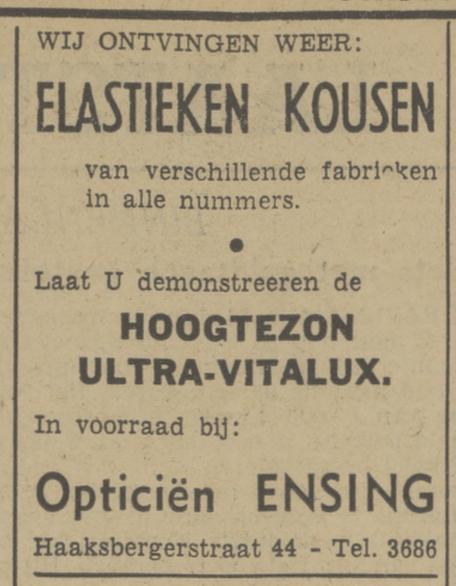 WIJ ONTVINGEN WEER:
ELASTIEKEN KOUSEN
van verschillende fabrieken
in alle nummers.
Laat U demonstreeren de
HOOGTEZON
ULTRA-VITALUX.
In voorraad bij:
Opticiën ENSING
Haaksbergerstraat 44 - Tel. 3686